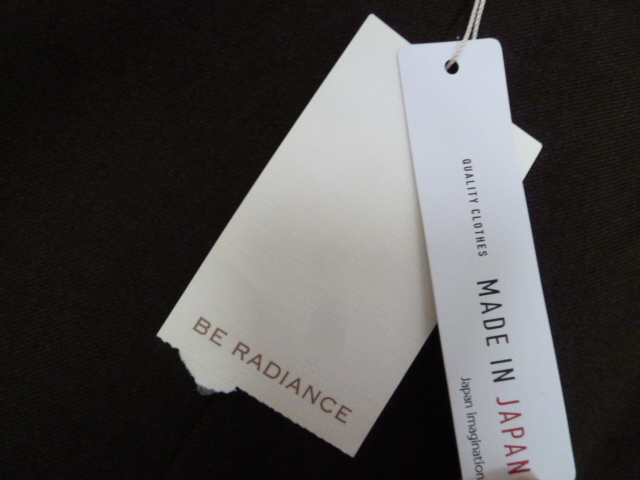 BE RADIANCE
QUALITY CLOTHES
MADE IN JAPAN
Japan Imagination